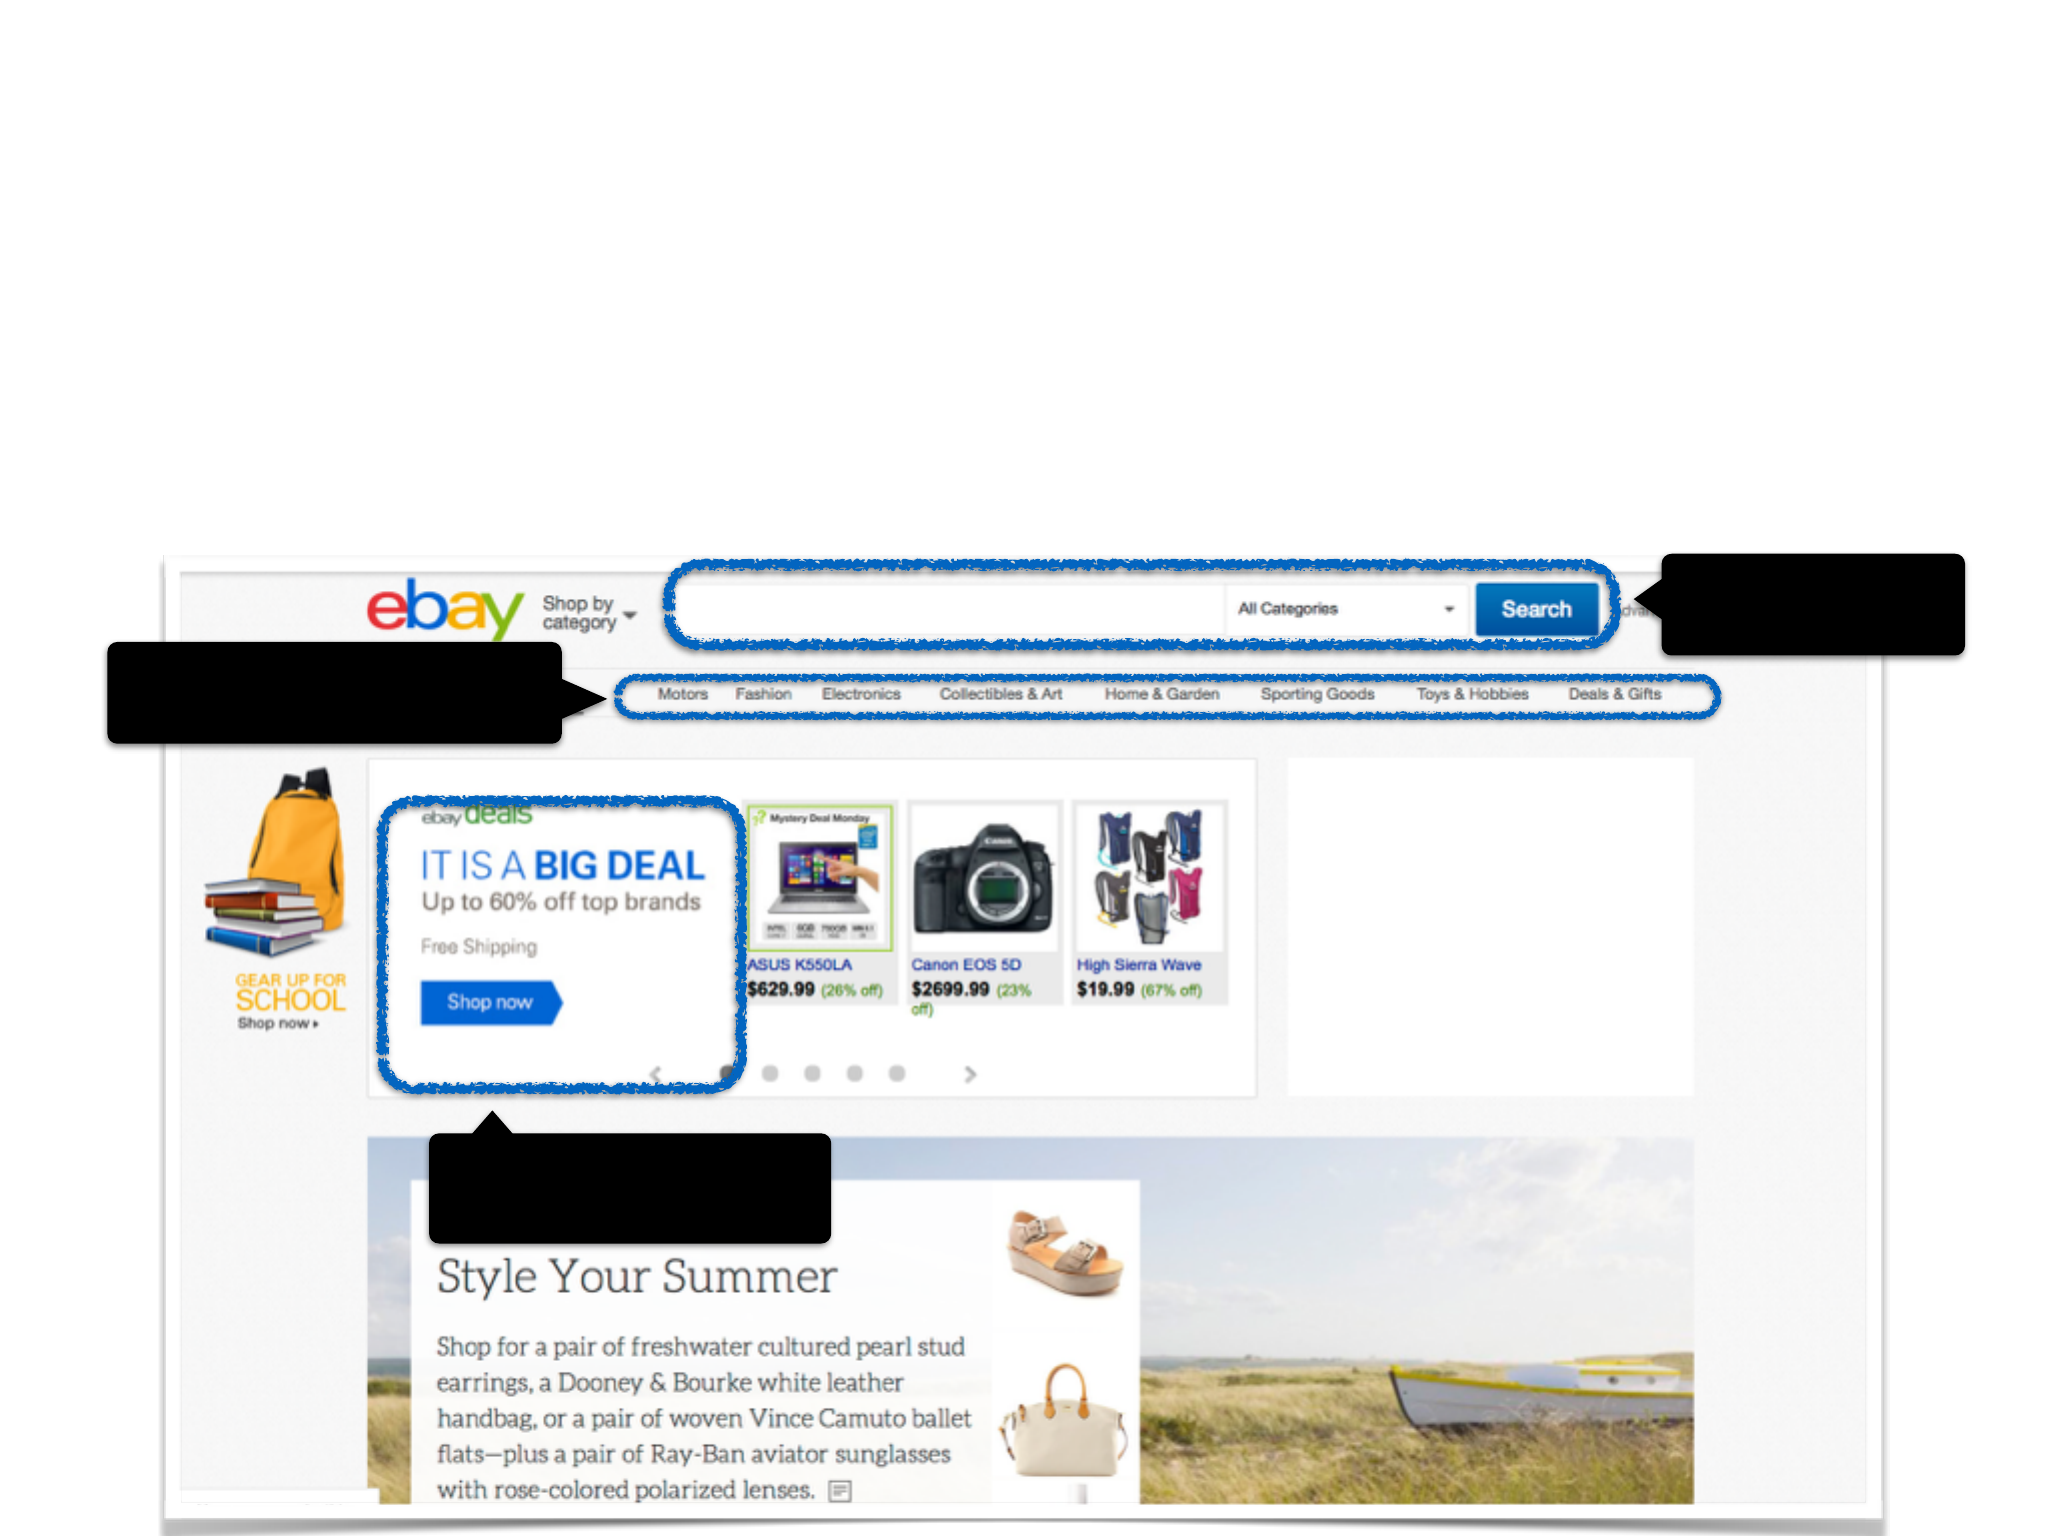 ebay
Shop by
category
All Categories
Search
Motors Fashion Electronics Collectibles & Art Home & Garden Sporting Goods Toys & Hobbies Deals & Gifts
ebay deals
IT IS A BIG DEAL
Up to 60% off top brands
Free Shipping
Shop now
Mystery Deal Monday
ASUS K550LA
$629.99 (26% off)
Canon
Canon EOS 5D
$2699.99 (23%
off)
High Sierra Wave
$19.99 (67% off)
GEAR UP FOR
SCHOOL
Shop now
Style Your Summer
Shop for a pair of freshwater cultured pearl stud
earrings, a Dooney & Bourke white leather
handbag, or a pair of woven Vince Camuto ballet
flats—plus a pair of Ray-Ban aviator sunglasses
with rose-colored polarized lenses.